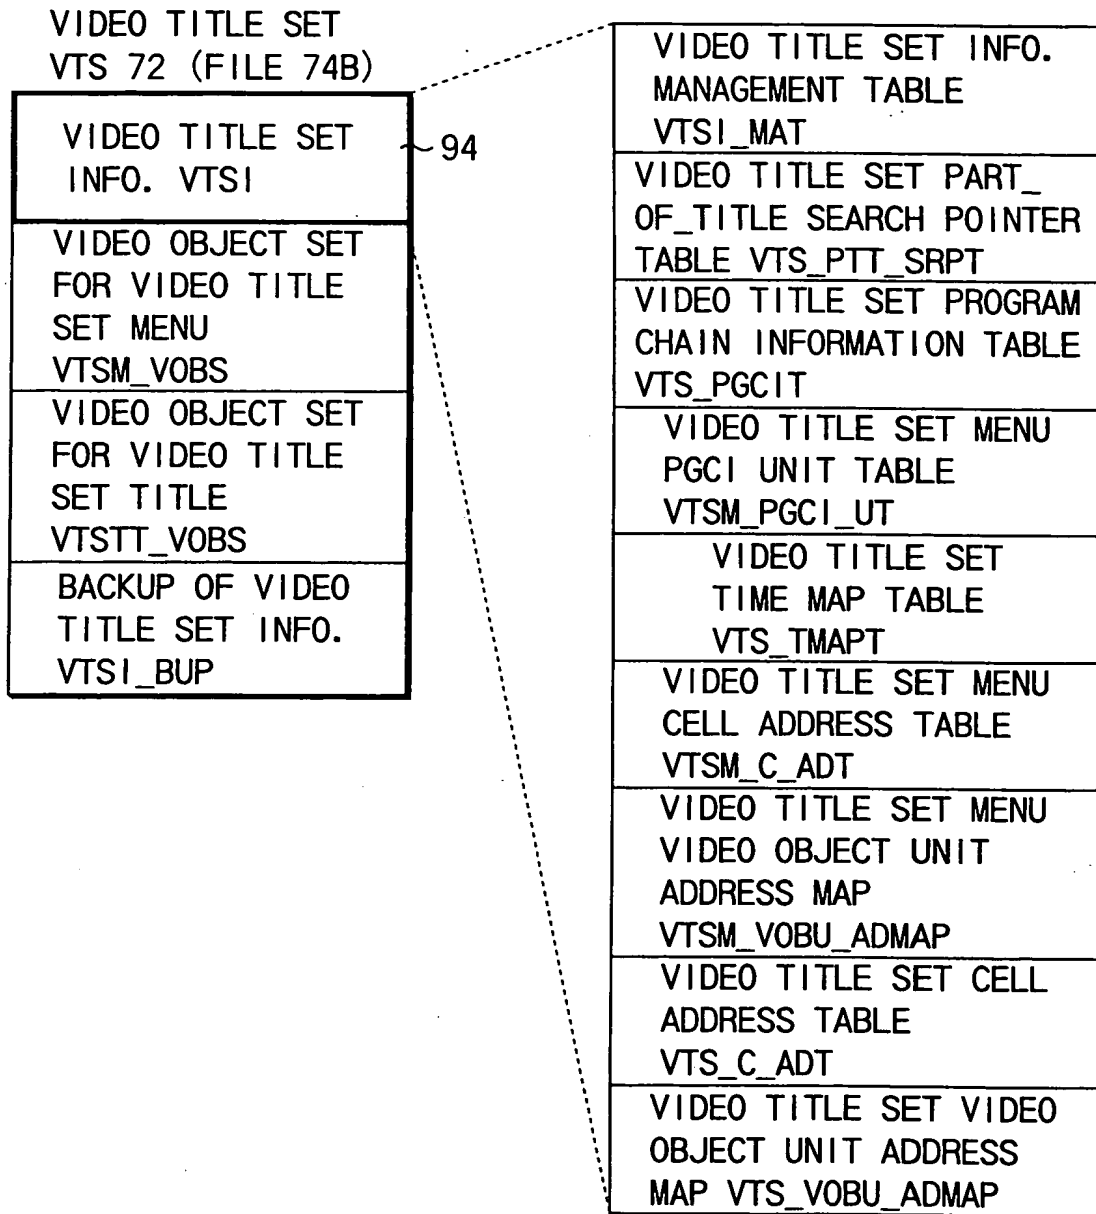 VIDEO TITLE SET
VTS 72 (FILE 74B)
VIDEO TITLE SET
INFO. VTSI
94
VIDEO OBJECT SET
FOR VIDEO TITLE
SET MENU
VTSM_VOBS
VIDEO OBJECT SET
FOR VIDEO TITLE
SET TITLE
VTSTT_VOBS
BACKUP OF VIDEO
TITLE SET INFO.
VTSI_BUP
VIDEO TITLE SET INFO.
MANAGEMENT TABLE
VTSI_MAT
VIDEO TITLE SET PART_
OF_TITLE SEARCH POINTER
TABLE VTS_PTT_SRPT
VIDEO TITLE SET PROGRAM
CHAIN INFORMATION TABLE
VTS_PGCIT
VIDEO TITLE SET MENU
PGCI UNIT TABLE
VTSM_PGCI_UT
VIDEO TITLE SET
TIME MAP TABLE
VTS_TMAPT
VIDEO TITLE SET MENU
CELL ADDRESS TABLE
VTSM_C_ADT
VIDEO TITLE SET MENU
VIDEO OBJECT UNIT
ADDRESS MAP
VTSM_VOBU_ADMAP
VIDEO TITLE SET CELL
ADDRESS TABLE
VTS_C_ADT
VIDEO TITLE SET VIDEO
OBJECT UNIT ADDRESS
MAP VTS_VOBU_ADMAP